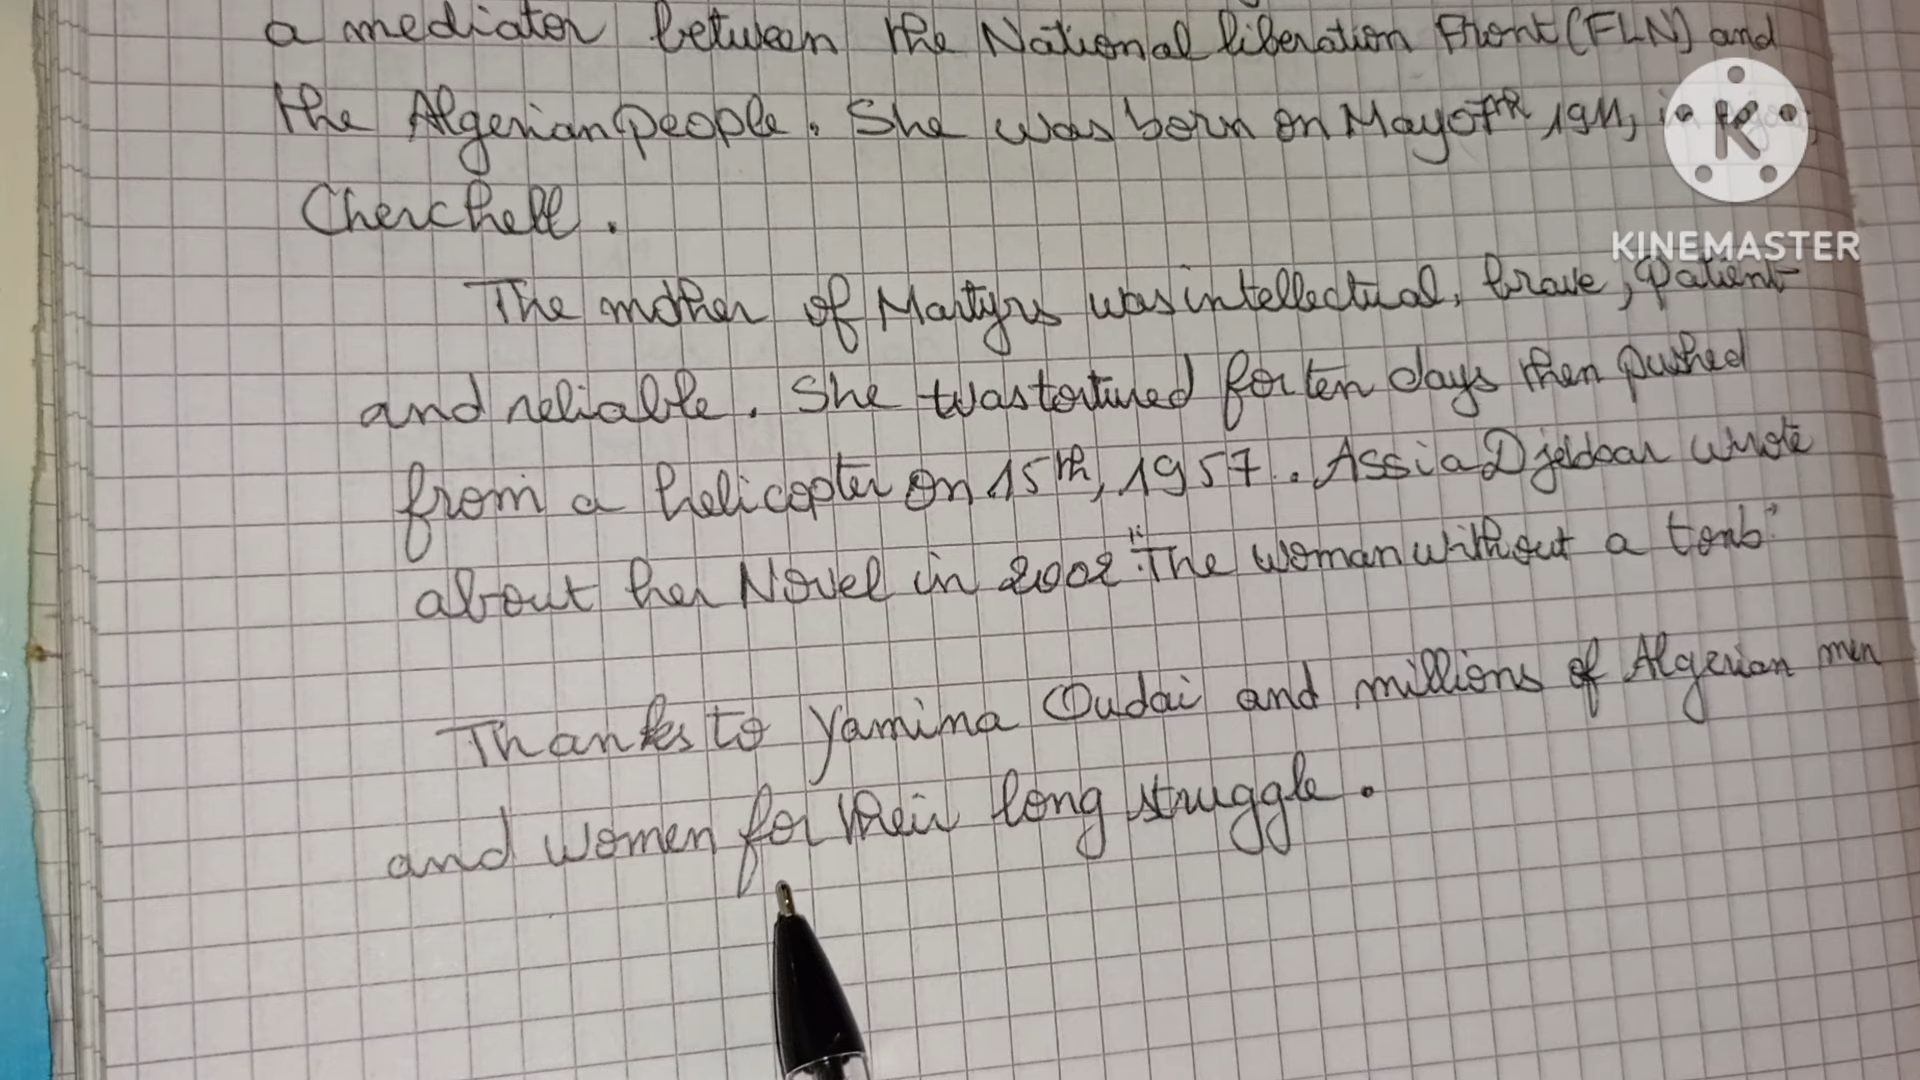 a mediator between the National liberation Front (FLN) and
the Algerian people. She was born on May 07th 1911, in
K
KINEMASTER
Cherchell.
The mother of Martyrs was intellectual, brave, patient
and reliable. She was tortured for ten days then pushed
from a helicopter on 15th, 1957. Assia Djebbar wrote
about her Novel in 2002 "The woman without a tomb"
Thanks to Yamima Oudai and millions of Algerian men
and women for their long struggle.